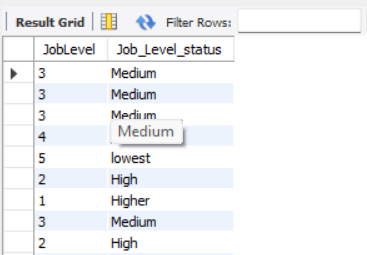 Result Grid Filter Rows:
JobLevel Job_Level_status
3 Medium
3 Medium
3 Medium
4 Medium
5 lowest
2 High
1 Higher
3 Medium
2 High